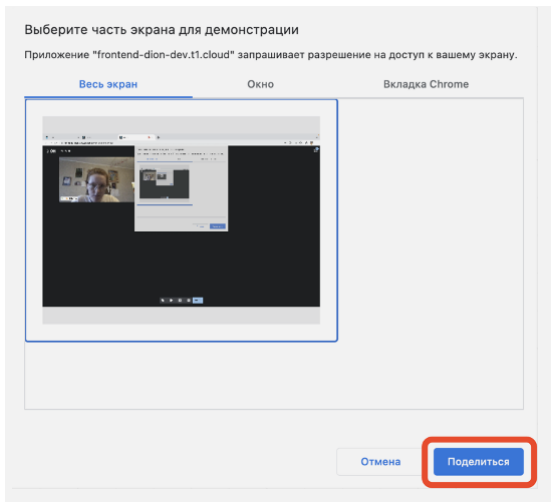 Выберите часть экрана для демонстрации
Приложение "frontend-dion-dev.t1.cloud" запрашивает разрешение на доступ к вашему экрану.
Весь экран
Окно
Вкладка Chrome
Отмена
Поделиться